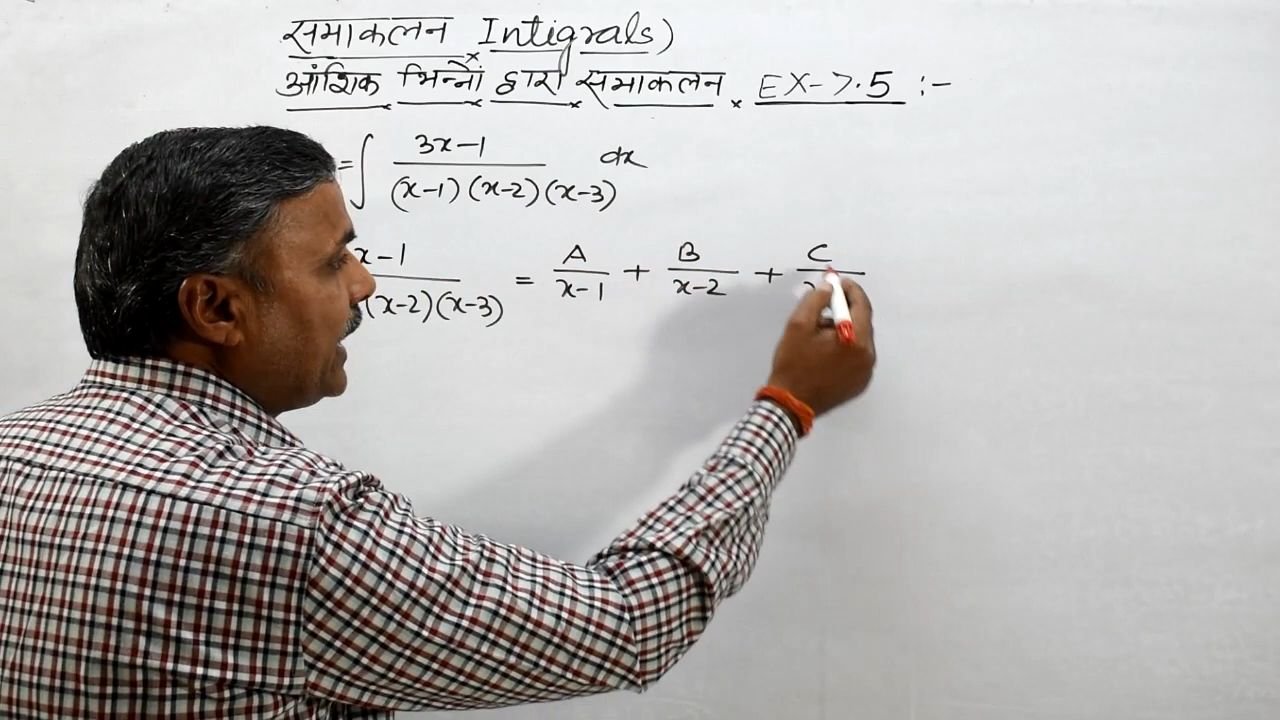 समाकलन Intigrals)
आंशिक भिन्नों द्वारा समाकलन EX-7.5 :-
= ∫ 3x-1 / (x-1)(x-2)(x-3) dx
x-1 / (x-2)(x-3) = A / x-1 + B / x-2 + C /